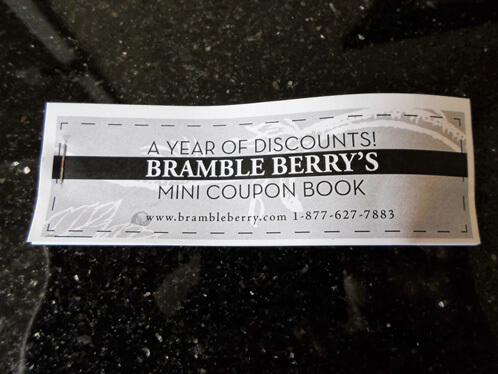 A YEAR OF DISCOUNTS!
BRAMBLE BERRY'S
MINI COUPON BOOK
www.brambleberry.com 1-877-627-7883